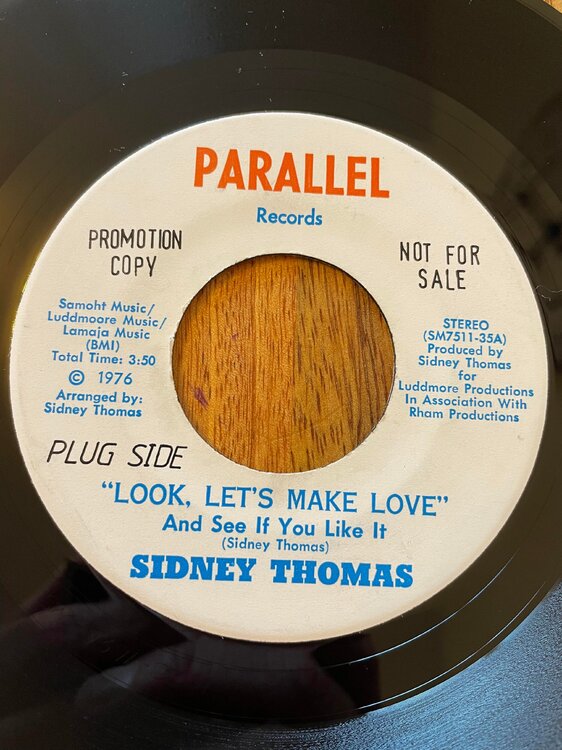 PARALLEL
Records
PROMOTION
COPY
NOT FOR
SALE
Samoht Music/
Luddmoore Music/
Lamaja Music
(BMI)
Total Time: 3:50
© 1976
Arranged by:
Sidney Thomas
STEREO
(SM7511-35A)
Produced by
Sidney Thomas
for
Luddmore Productions
In Association With
Rham Productions
PLUG SIDE
"LOOK, LET'S MAKE LOVE"
And See If You Like It
(Sidney Thomas)
SIDNEY THOMAS